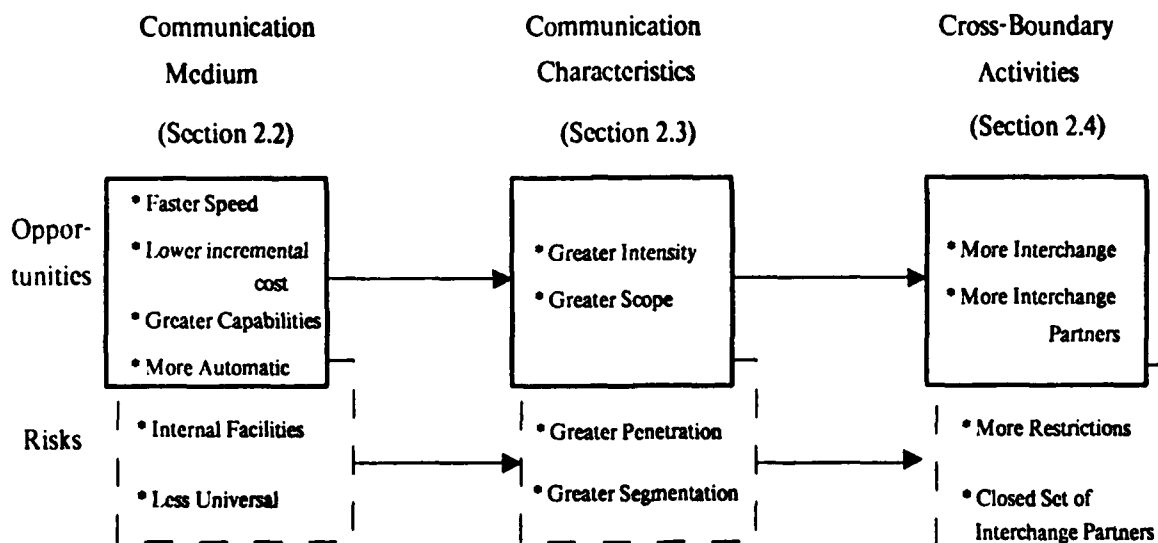 Communication
Medium
(Section 2.2)
Communication
Characteristics
(Section 2.3)
Cross-Boundary
Activities
(Section 2.4)
Oppor-
tunities
* Faster Speed
* Lower incremental
cost
* Greater Capabilities
* More Automatic
* Greater Intensity
* Greater Scope
* More Interchange
* More Interchange
Partners
Risks
* Internal Facilities
* Less Universal
* Greater Penetration
* Greater Segmentation
* More Restrictions
* Closed Set of
Interchange Partners